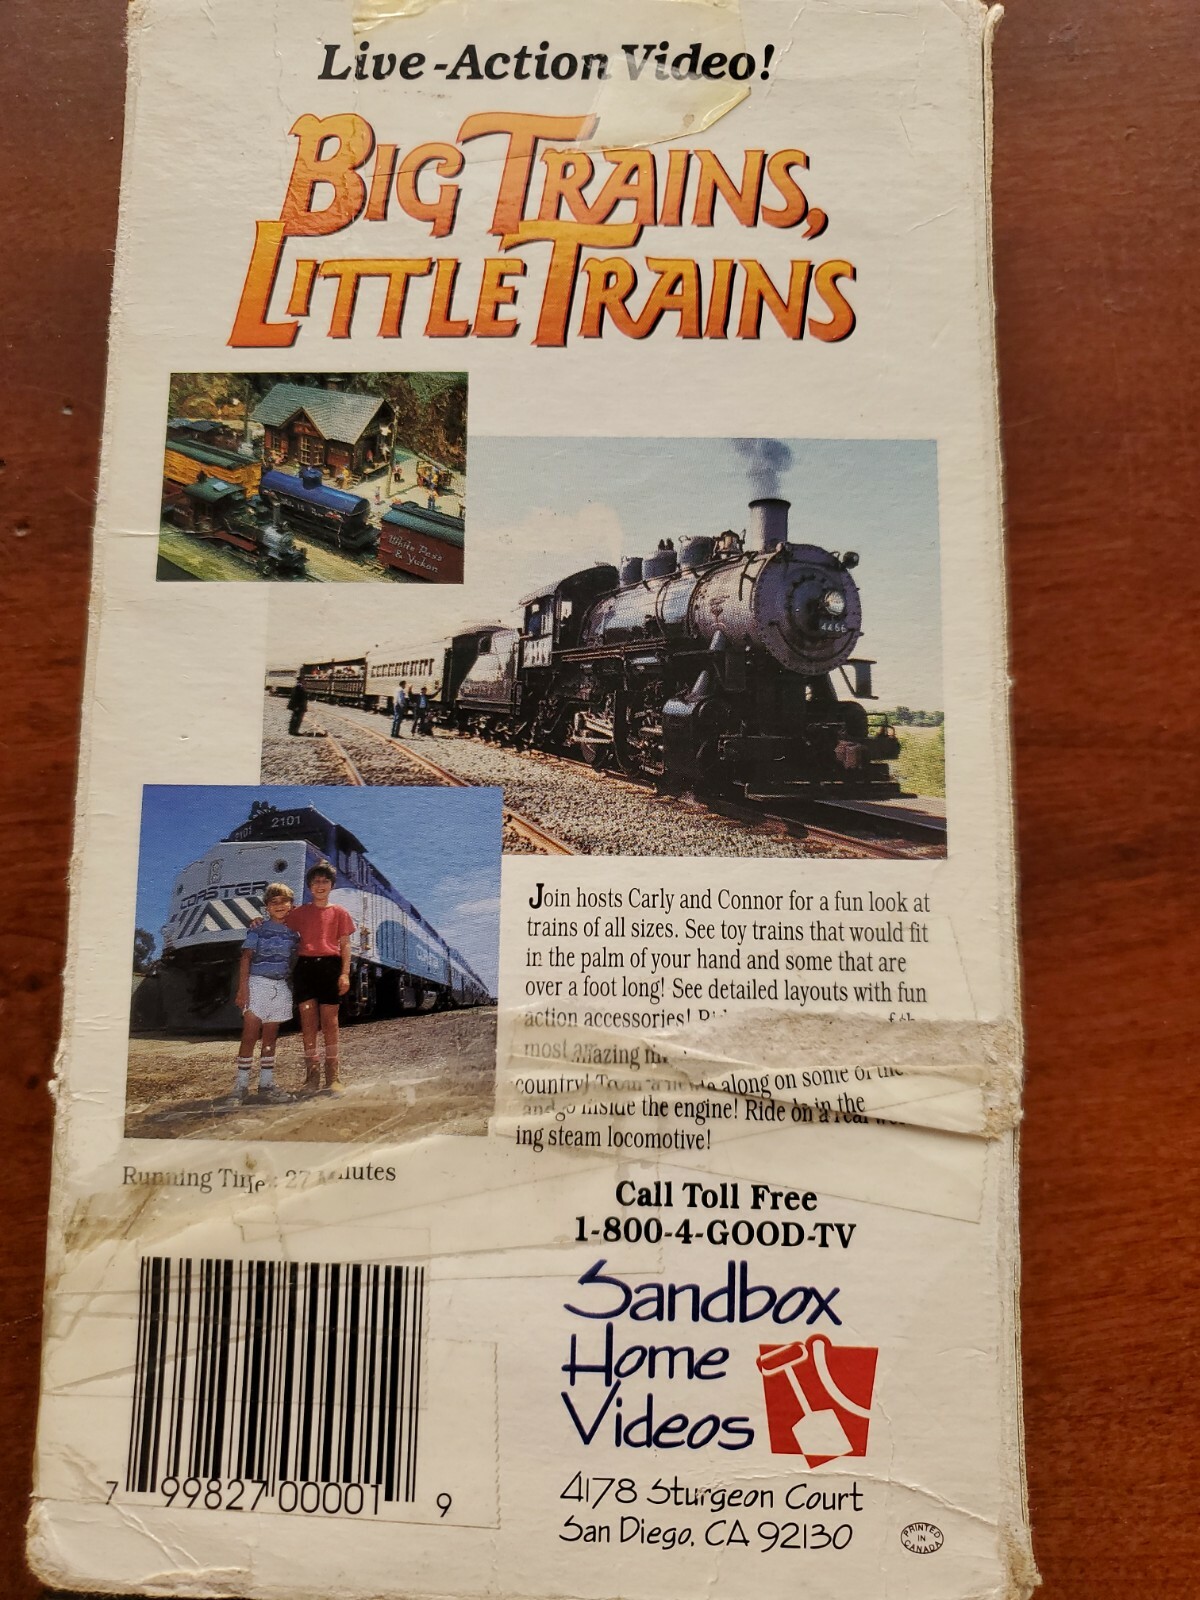 Live-Action Video!
BIG TRAINS,
LITTLE TRAINS
White Pass
& Yukon
4466
2101
2101
COASTER
Join hosts Carly and Connor for a fun look at
trains of all sizes. See toy trains that would fit
in the palm of your hand and some that are
over a foot long! See detailed layouts with fun
action accessories!
most amazing
country! along on some of the
and go inside the engine! Ride on a real
ing steam locomotive!
Running Time: 27 Minutes
Call Toll Free
1-800-4-GOOD-TV
Sandbox
Home
Videos
4178 Sturgeon Court
San Diego, CA 92130
PRINTED
IN
CANADA
7 99827 00001 9